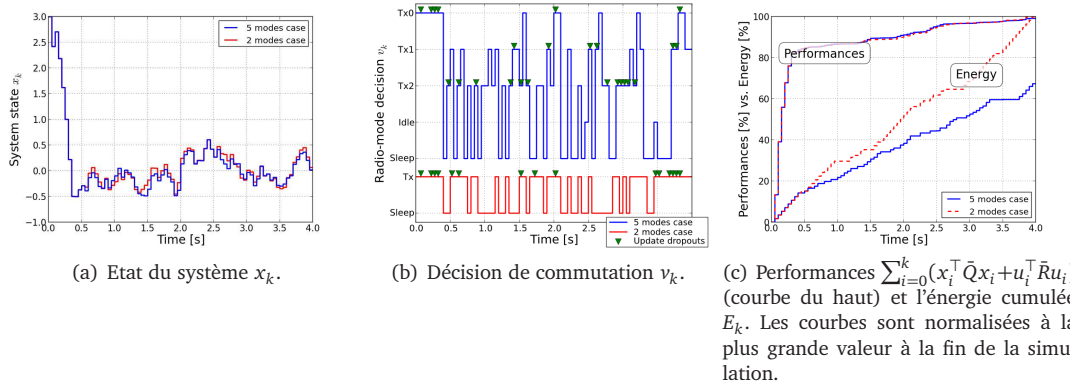 3.0
2.5
2.0
1.5
1.0
0.5
0.0
−0.5
−1.0
System state x_k
5 modes case
2 modes case
0.0 0.5 1.0 1.5 2.0 2.5 3.0 3.5 4.0
Time [s]
(a) Etat du système x_k.
Radio-mode decision v_k
Tx0
Tx1
Tx2
Idle
Sleep
Tx
Sleep
0.0 0.5 1.0 1.5 2.0 2.5 3.0 3.5 4.0
Time [s]
5 modes case
2 modes case
Update dropouts
(b) Décision de commutation v_k.
Performances [%] vs. Energy [%]
100
80
60
40
20
0.0 0.5 1.0 1.5 2.0 2.5 3.0 3.5 4.0
Performances
Energy
5 modes case
2 modes case
Time [s]
(c) Performances ∑_{i=0}^{k}(x_i^⊤ Q̄x_i+u_i^⊤ R̄u_i)
(courbe du haut) et l'énergie cumulée
E_k. Les courbes sont normalisées à la
plus grande valeur à la fin de la simu-
lation.